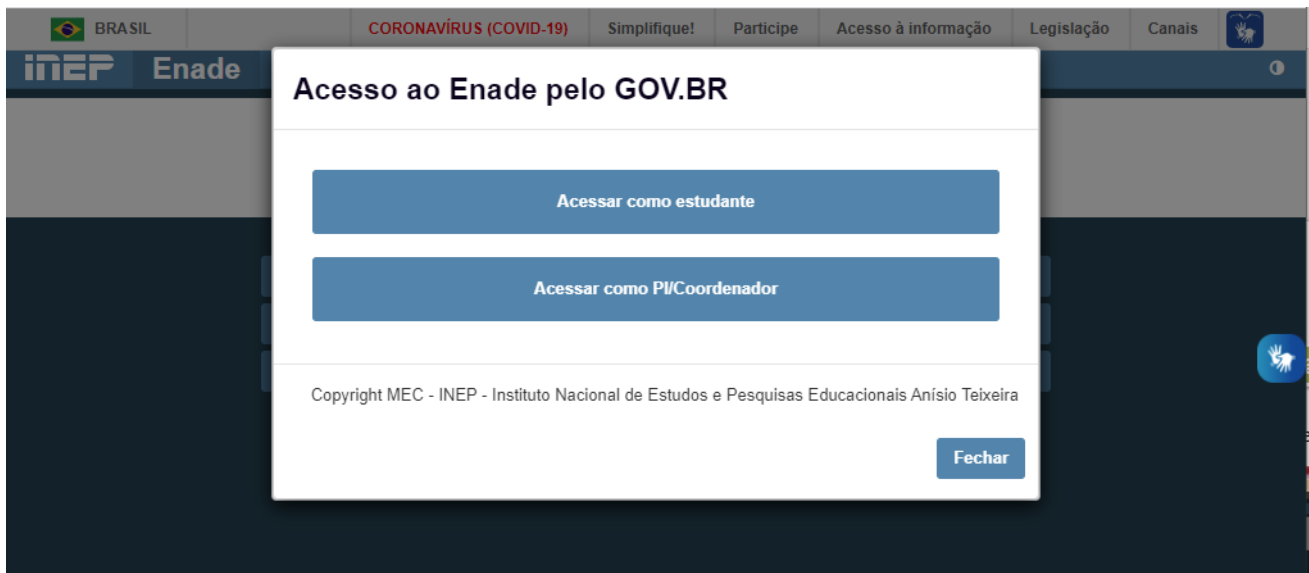 BRASIL
CORONAVÍRUS (COVID-19)
Simplifique!
Participe
Acesso à informação
Legislação
Canais
inep
Enade
Acesso ao Enade pelo GOV.BR
Acessar como estudante
Acessar como PI/Coordenador
Copyright MEC - INEP - Instituto Nacional de Estudos e Pesquisas Educacionais Anísio Teixeira
Fechar